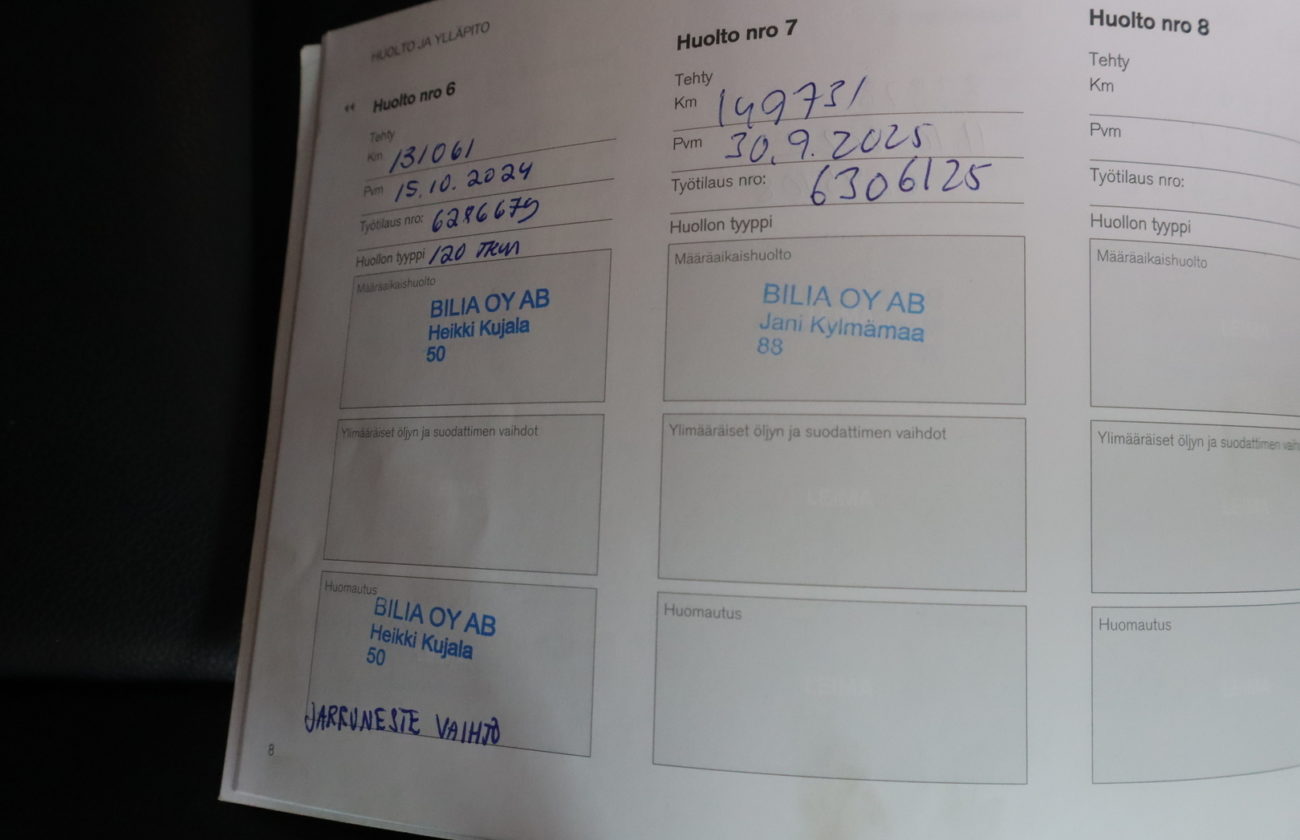 HUOLTO JA YLLÄPITO
Huolto nro 6
Tehty
Km 131061
Pvm 15.10.2024
Työtilaus nro: 6286679
Huollon tyyppi 120 TKM
Määräaikaishuolto
BILIA OY AB
Heikki Kujala
50
Ylimääräiset öljyn ja suodattimen vaihdot
Huomautus
BILIA OY AB
Heikki Kujala
50
JARRUNESTE VAIHTO
8
Huolto nro 7
Tehty
Km 149731
Pvm 30.9.2025
Työtilaus nro: 6306125
Huollon tyyppi
Määräaikaishuolto
BILIA OY AB
Jani Kylmämaa
88
Ylimääräiset öljyn ja suodattimen vaihdot
Huomautus
Huolto nro 8
Tehty
Km
Pvm
Työtilaus nro:
Huollon tyyppi
Määräaikaishuolto
Ylimääräiset öljyn ja suodattimen
Huomautus